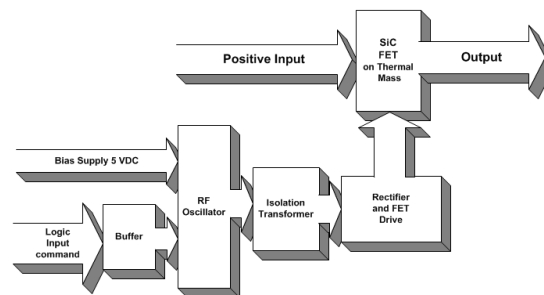 SiC
FET
on Thermal
Mass
Positive Input
Output
Bias Supply 5 VDC
RF
Oscillator
Isolation
Transformer
Rectifier
and FET
Drive
Logic
Input
command
Buffer